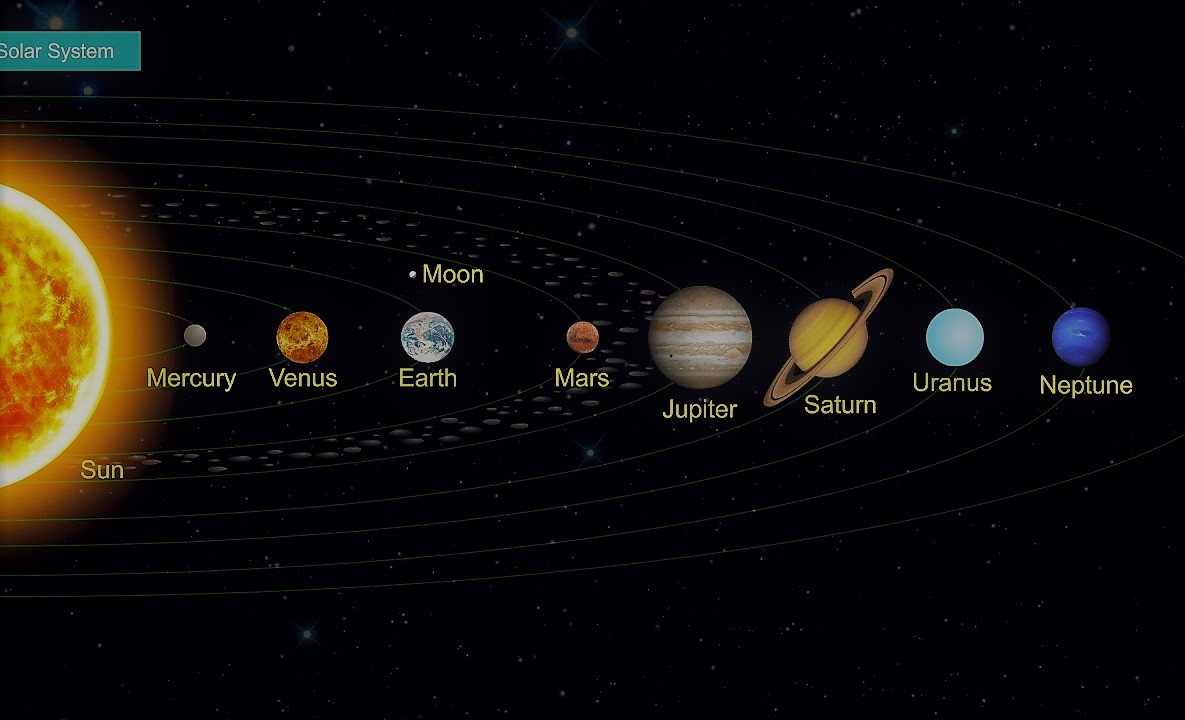 Solar System
Moon
Mercury
Venus
Earth
Mars
Jupiter
Saturn
Uranus
Neptune
Sun